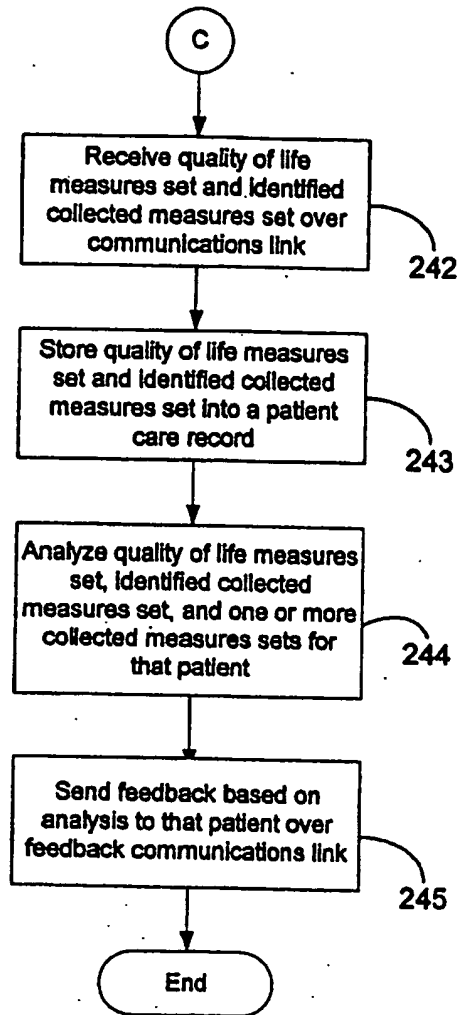 C
Receive quality of life
measures set and identified
collected measures set over
communications link
242
Store quality of life measures
set and identified collected
measures set into a patient
care record
243
Analyze quality of life measures
set, identified collected
measures set, and one or more
collected measures sets for
that patient
244
Send feedback based on
analysis to that patient over
feedback communications link
245
End